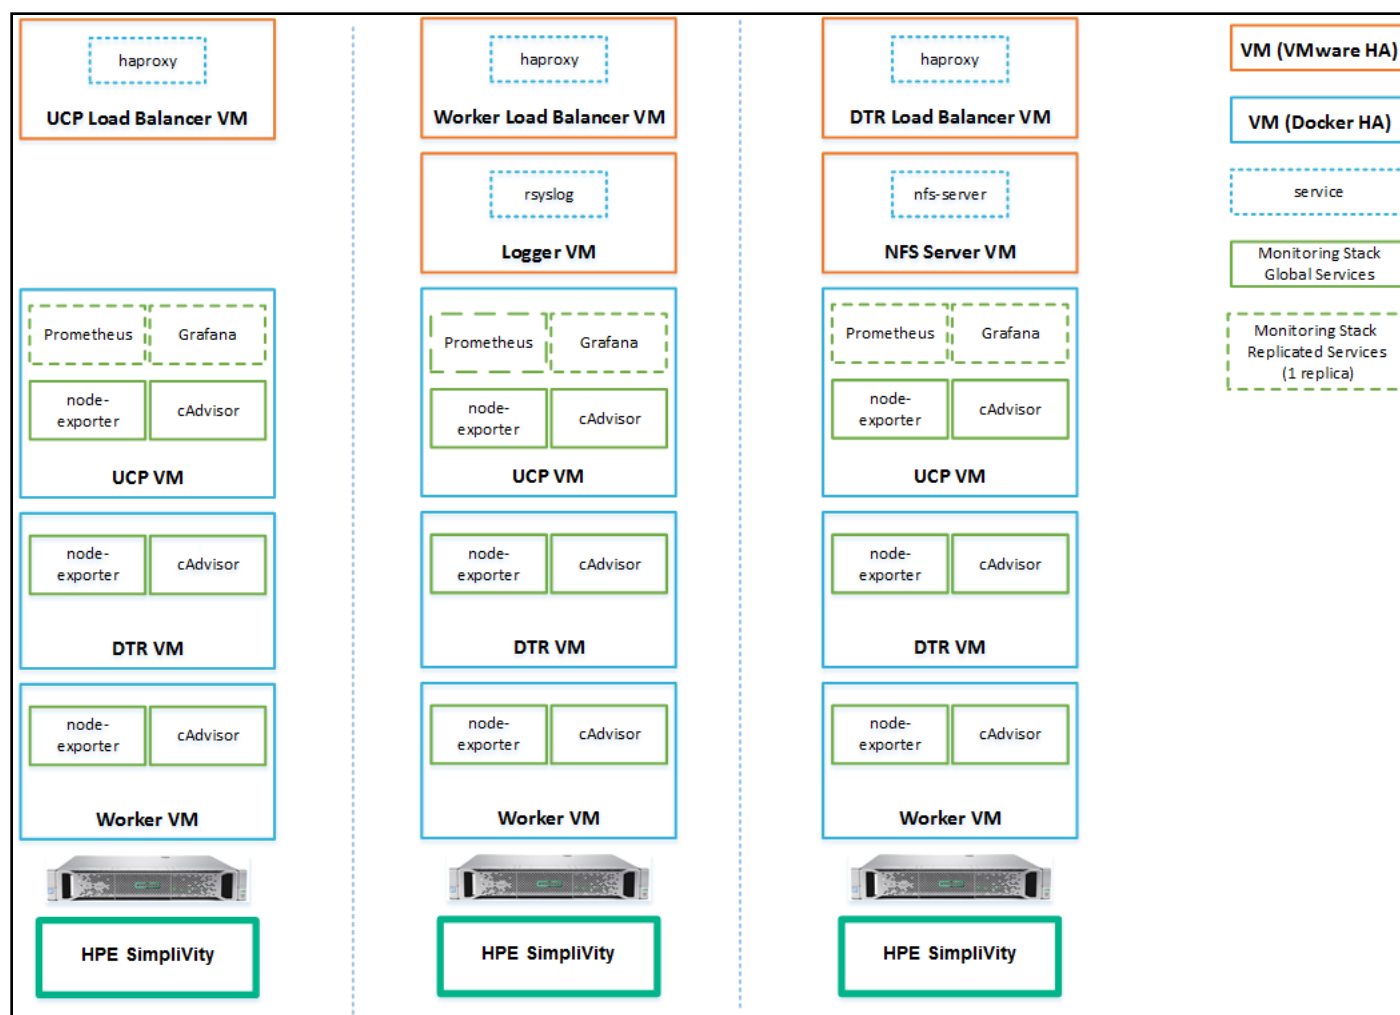 haproxy
UCP Load Balancer VM
haproxy
Worker Load Balancer VM
haproxy
DTR Load Balancer VM
VM (VMware HA)
VM (Docker HA)
service
Monitoring Stack
Global Services
Monitoring Stack
Replicated Services
(1 replica)
rsyslog
Logger VM
nfs-server
NFS Server VM
Prometheus
Grafana
node-
exporter
cAdvisor
UCP VM
Prometheus
Grafana
node-
exporter
cAdvisor
UCP VM
Prometheus
Grafana
node-
exporter
cAdvisor
UCP VM
node-
exporter
cAdvisor
DTR VM
node-
exporter
cAdvisor
DTR VM
node-
exporter
cAdvisor
DTR VM
node-
exporter
cAdvisor
Worker VM
node-
exporter
cAdvisor
Worker VM
node-
exporter
cAdvisor
Worker VM
HPE SimpliVity
HPE SimpliVity
HPE SimpliVity